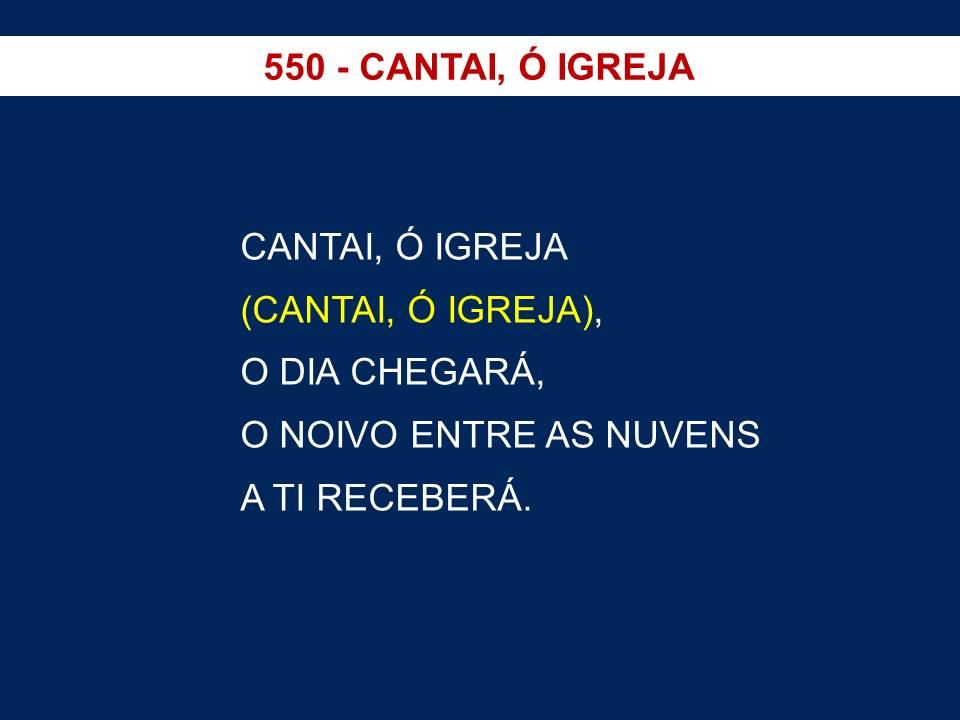 550 - CANTAI, Ó IGREJA
CANTAI, Ó IGREJA
(CANTAI, Ó IGREJA),
O DIA CHEGARÁ,
O NOIVO ENTRE AS NUVENS
A TI RECEBERÁ.